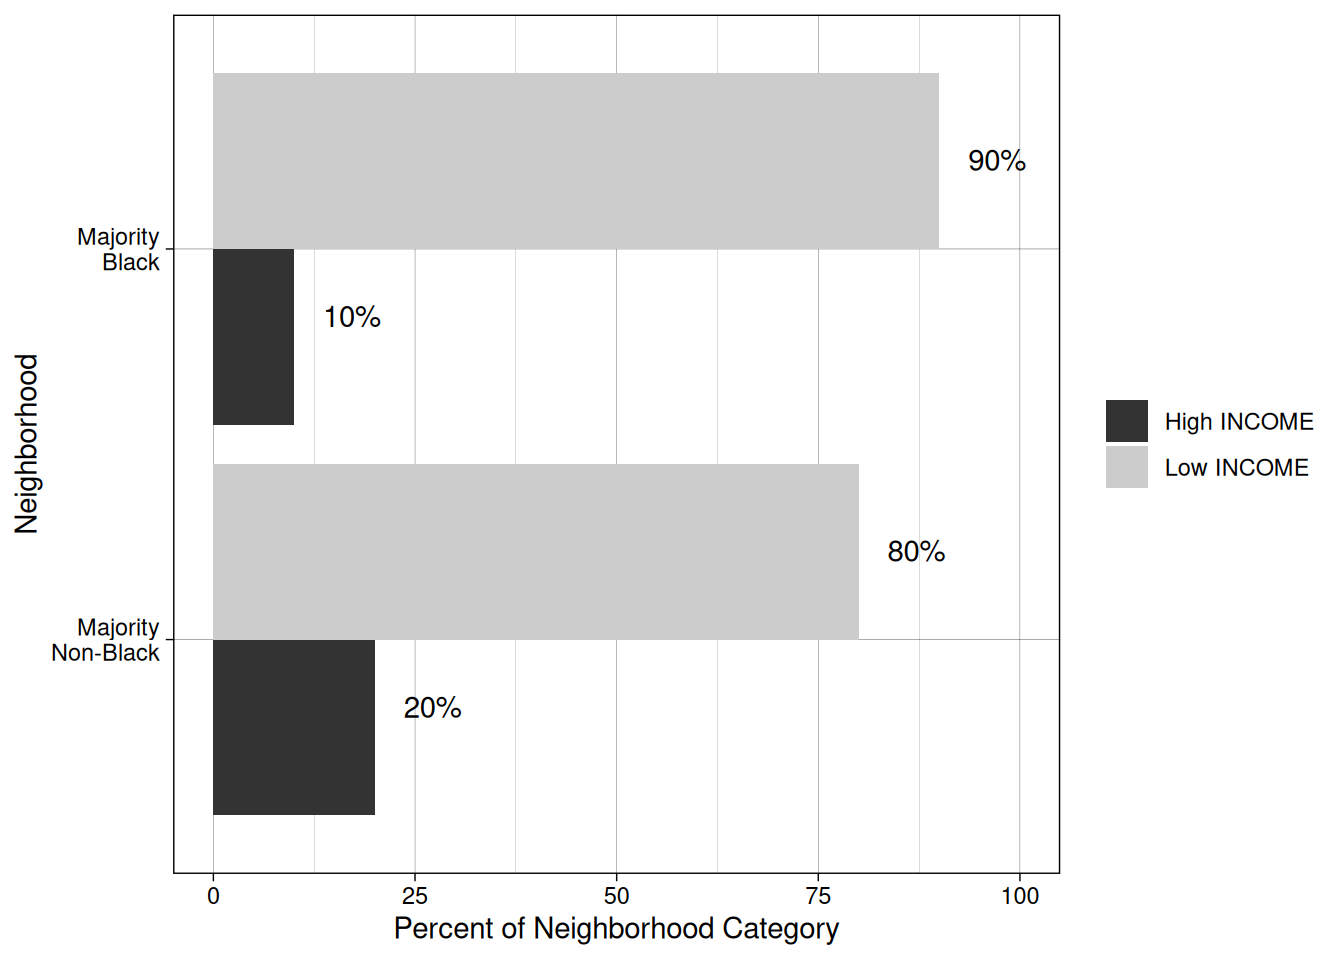 90%
Majority
Black
10%
Neighborhood
High INCOME
Low INCOME
80%
Majority
Non-Black
20%
0 25 50 75 100
Percent of Neighborhood Category